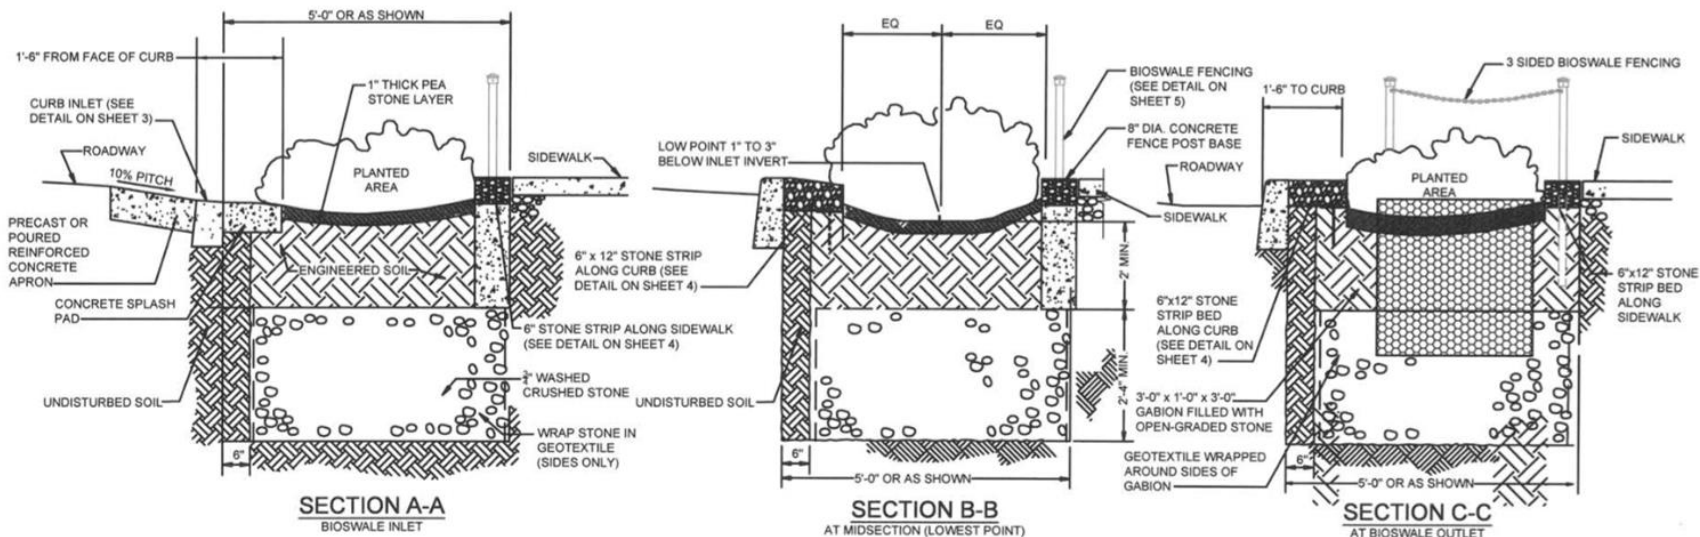 5'-0" OR AS SHOWN
1'-6" FROM FACE OF CURB
1" THICK PEA
STONE LAYER
CURB INLET (SEE
DETAIL ON SHEET 3)
ROADWAY
10% PITCH
PLANTED
AREA
SIDEWALK
PRECAST OR
POURED
REINFORCED
CONCRETE
APRON
ENGINEERED SOIL
CONCRETE SPLASH
PAD
6" STONE STRIP ALONG SIDEWALK
(SEE DETAIL ON SHEET 4)
3/4" WASHED
CRUSHED STONE
UNDISTURBED SOIL
WRAP STONE IN
GEOTEXTILE
(SIDES ONLY)
6"
SECTION A-A
BIOSWALE INLET
EQ
EQ
BIOSWALE FENCING
(SEE DETAIL ON
SHEET 5)
8" DIA. CONCRETE
FENCE POST BASE
LOW POINT 1" TO 3"
BELOW INLET INVERT
SIDEWALK
6" x 12" STONE STRIP
ALONG CURB (SEE
DETAIL ON SHEET 4)
2' MIN.
2'-4" MIN.
UNDISTURBED SOIL
6"
5'-0" OR AS SHOWN
SECTION B-B
AT MIDSECTION (LOWEST POINT)
3 SIDED BIOSWALE FENCING
1'-6" TO CURB
SIDEWALK
ROADWAY
PLANTED
AREA
6"x12" STONE
STRIP BED
ALONG
SIDEWALK
6"x12" STONE
STRIP BED
ALONG CURB
(SEE DETAIL ON
SHEET 4)
3'-0" x 1'-0" x 3'-0"
GABION FILLED WITH
OPEN-GRADED STONE
GEOTEXTILE WRAPPED
AROUND SIDES OF
GABION
6"
5'-0" OR AS SHOWN
SECTION C-C
AT BIOSWALE OUTLET